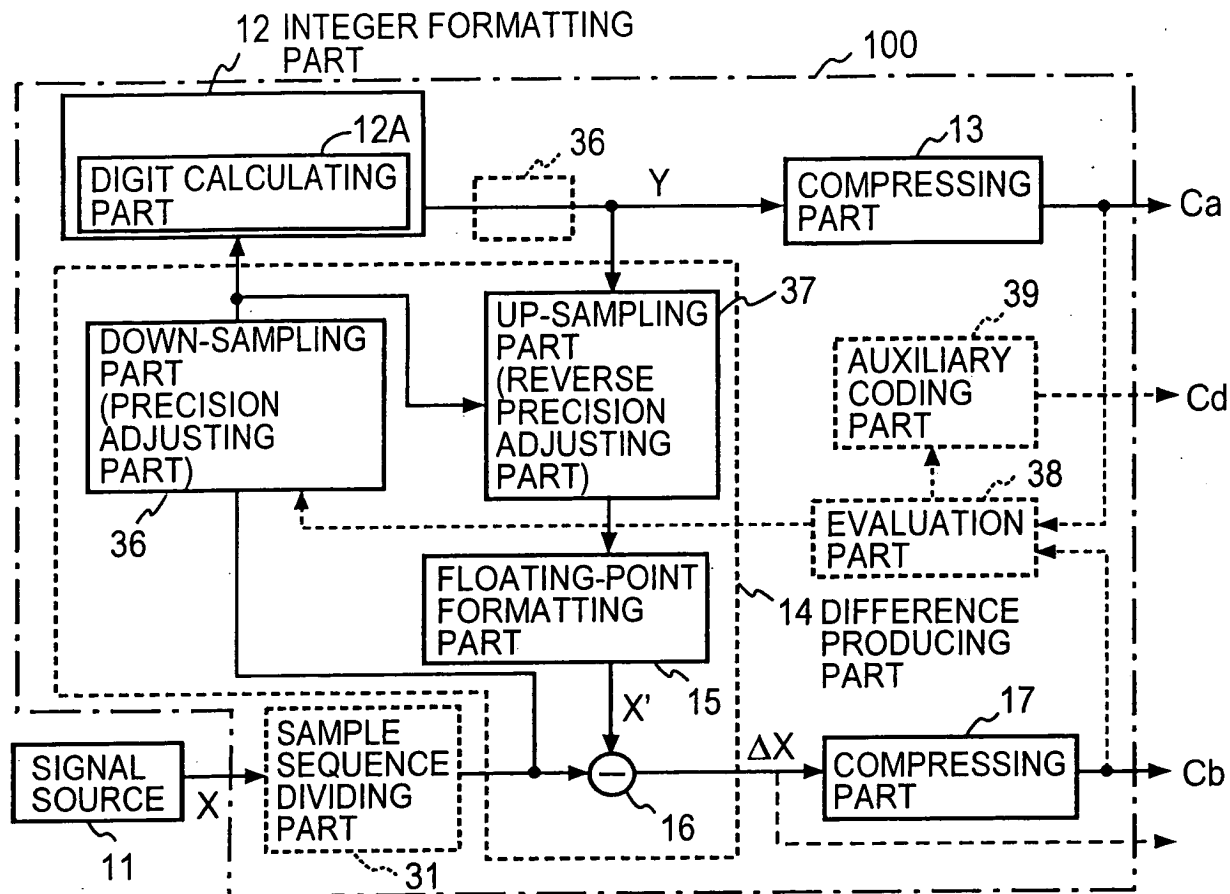 12 INTEGER FORMATTING
PART
100
12A
DIGIT CALCULATING
PART
36
Y
13
COMPRESSING
PART
Ca
DOWN-SAMPLING
PART
(PRECISION
ADJUSTING
PART)
36
UP-SAMPLING
PART
(REVERSE
PRECISION
ADJUSTING
PART)
37
39
AUXILIARY
CODING
PART
Cd
38
EVALUATION
PART
FLOATING-POINT
FORMATTING
PART
15
14 DIFFERENCE
PRODUCING
PART
X'
SIGNAL
SOURCE
11
X
SAMPLE
SEQUENCE
DIVIDING
PART
31
−
16
ΔX
17
COMPRESSING
PART
Cb